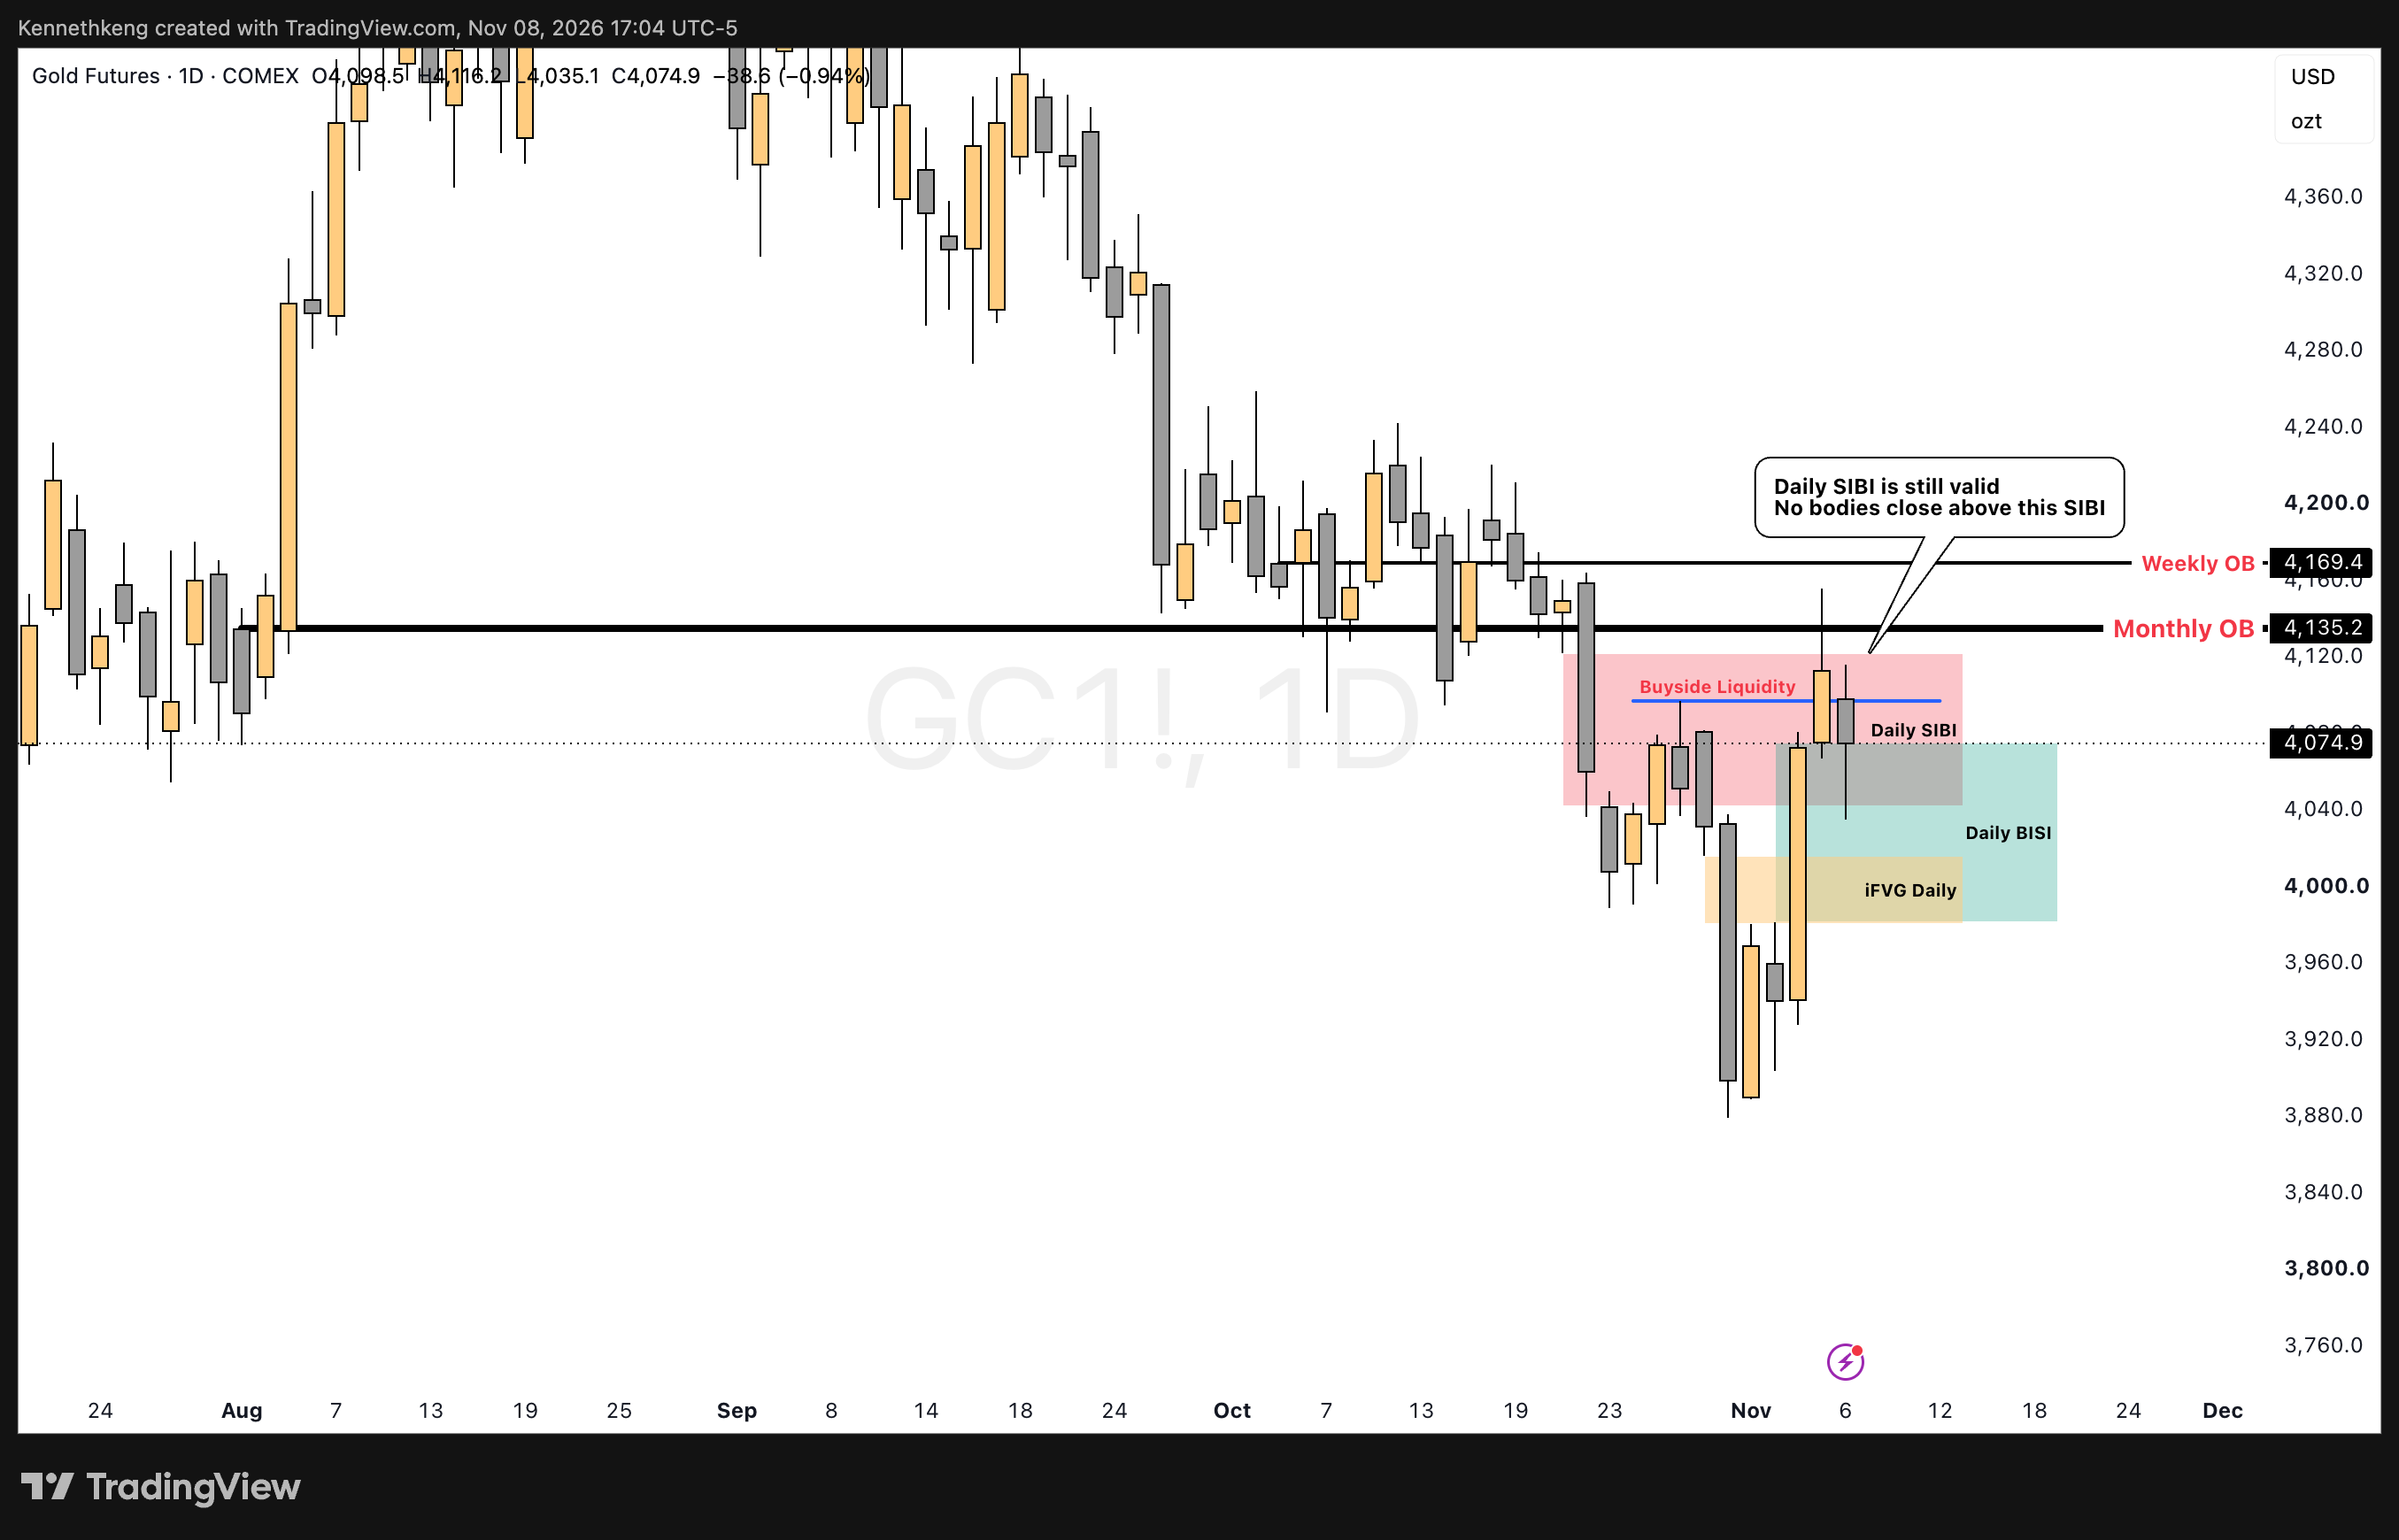 Kennethkeng created with TradingView.com, Nov 08, 2026 17:04 UTC-5
Gold Futures · 1D · COMEX O4,098.5 H4,116.2 L4,035.1 C4,074.9 −38.6 (−0.94%)
USD
ozt
4,360.0
4,320.0
4,280.0
4,240.0
Daily SIBI is still valid
No bodies close above this SIBI
4,200.0
Weekly OB
4,169.4
4,160.0
Monthly OB
4,135.2
4,120.0
GC1!, 1D
Buyside Liquidity
Daily SIBI
4,074.9
4,040.0
Daily BISI
iFVG Daily
4,000.0
3,960.0
3,920.0
3,880.0
3,840.0
3,800.0
3,760.0
24 Aug 7 13 19 25 Sep 8 14 18 24 Oct 7 13 19 23 Nov 6 12 18 24 Dec
TradingView